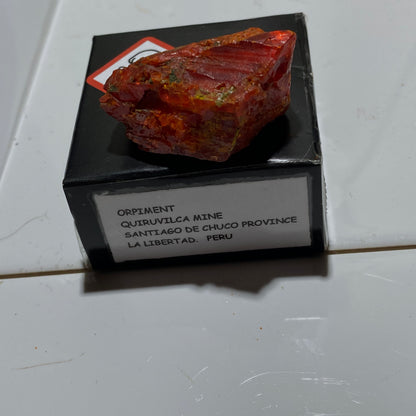 ORPIMENT
QUIRUVILCA MINE
SANTIAGO DE CHUCO PROVINCE
LA LIBERTAD. PERU